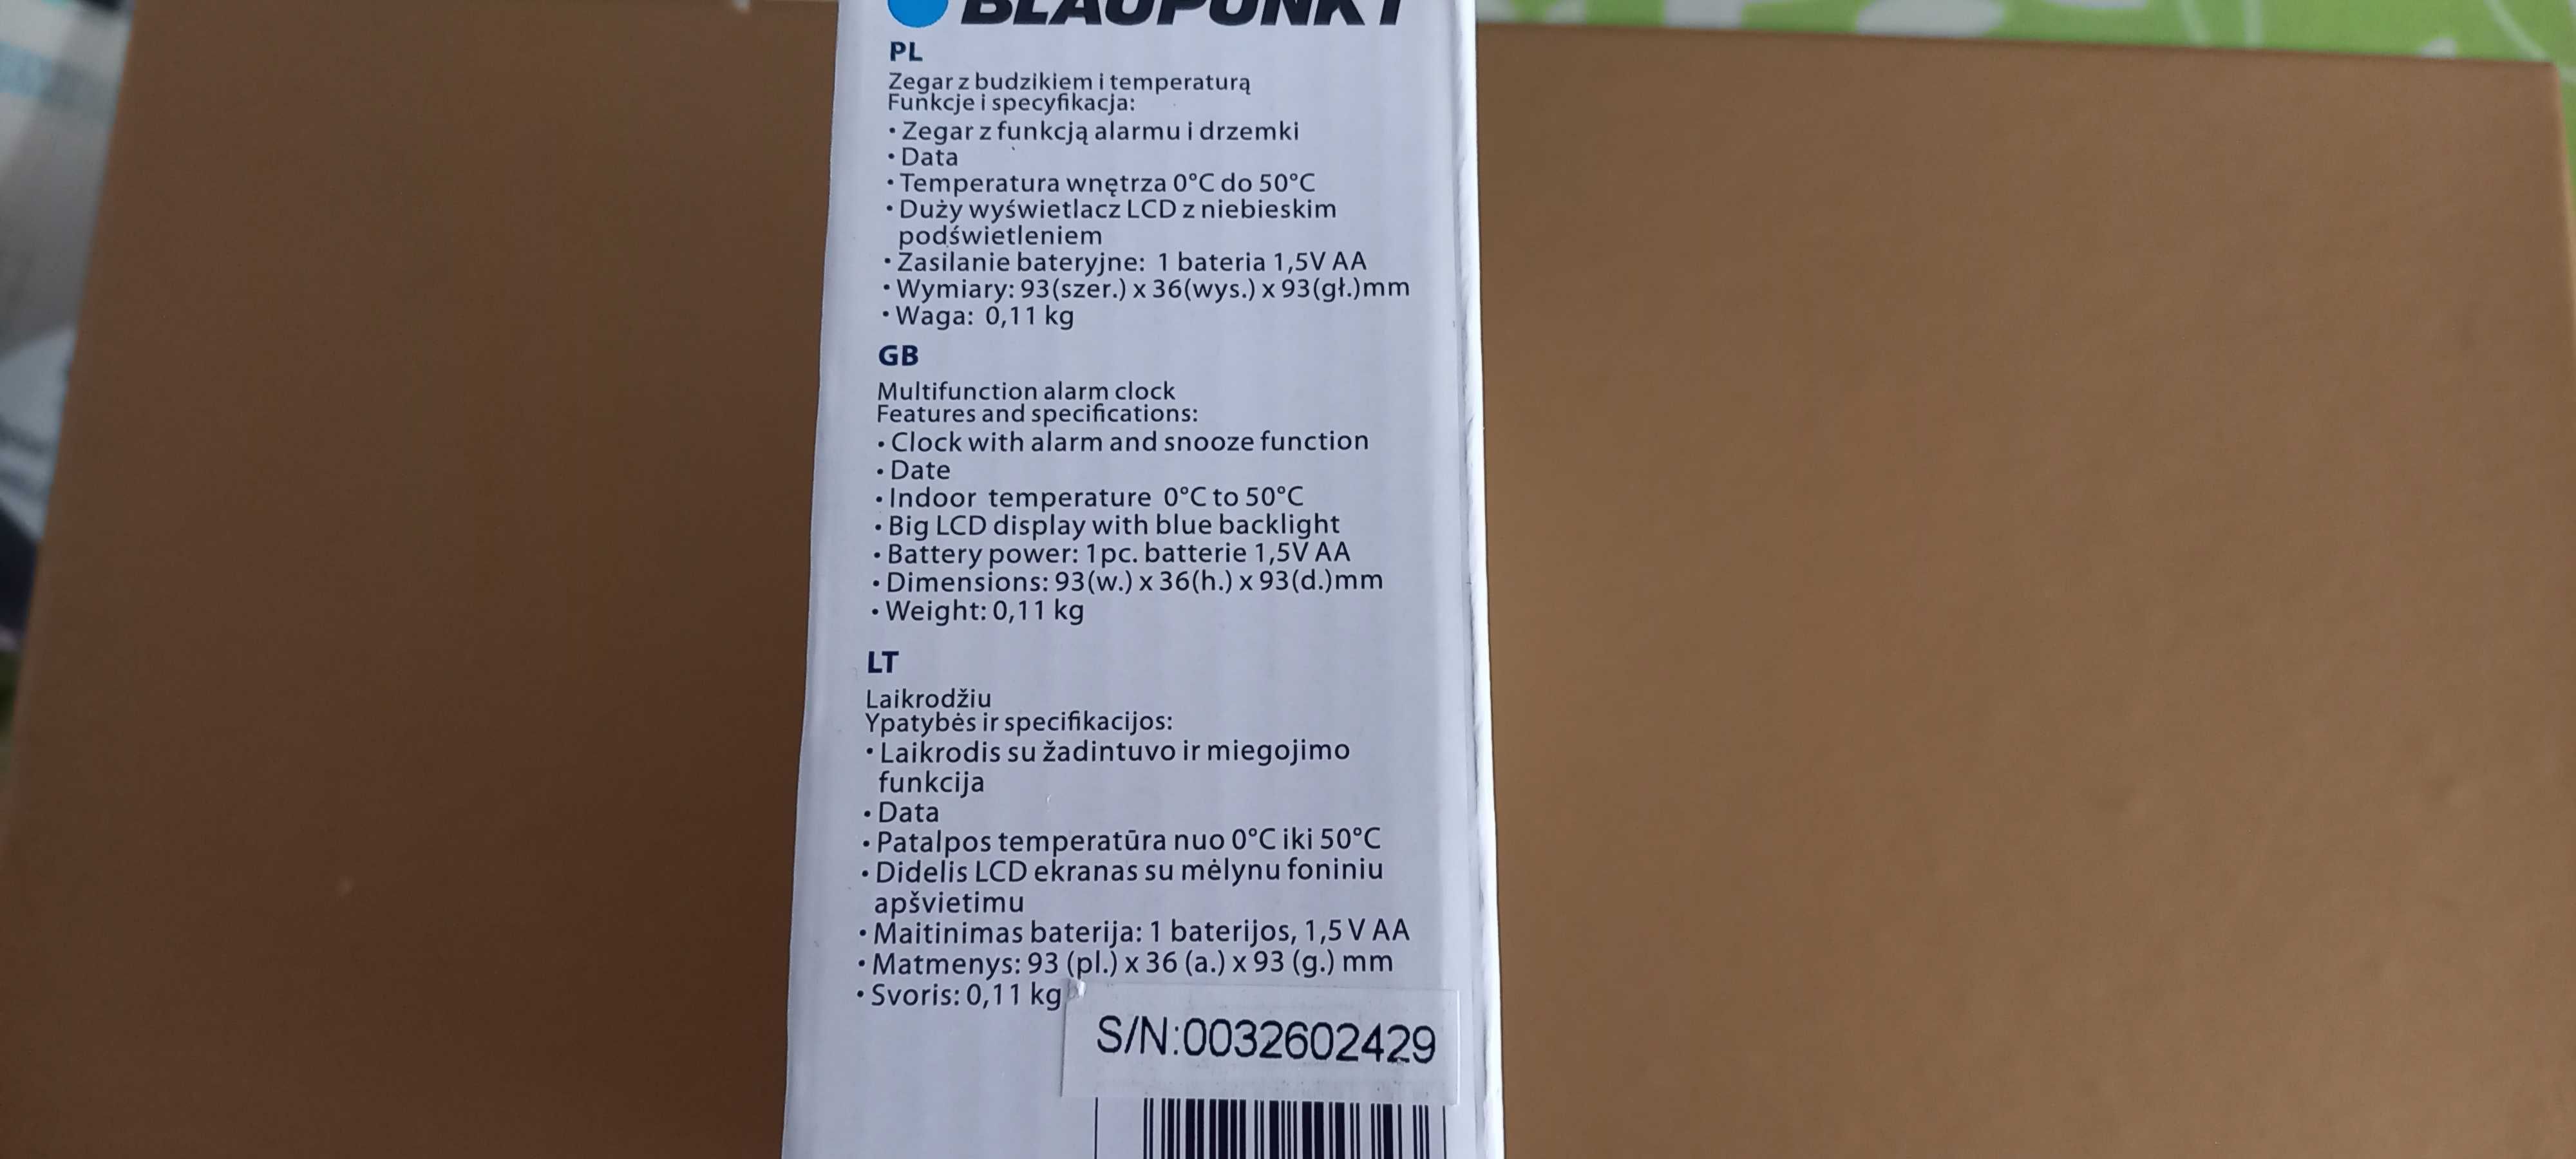 BLAUPUNKT
PL
Zegar z budzikiem i temperaturą
Funkcje i specyfikacja:
• Zegar z funkcją alarmu i drzemki
• Data
• Temperatura wnętrza 0°C do 50°C
• Duży wyświetlacz LCD z niebieskim
podświetleniem
• Zasilanie bateryjne: 1 bateria 1,5V AA
• Wymiary: 93(szer.) x 36(wys.) x 93(gł.)mm
• Waga: 0,11 kg
GB
Multifunction alarm clock
Features and specifications:
• Clock with alarm and snooze function
• Date
• Indoor temperature 0°C to 50°C
• Big LCD display with blue backlight
• Battery power: 1pc. batterie 1,5V AA
• Dimensions: 93(w.) x 36(h.) x 93(d.)mm
• Weight: 0,11 kg
LT
Laikrodžiu
Ypatybės ir specifikacijos:
• Laikrodis su žadintuvo ir miegojimo
funkcija
• Data
• Patalpos temperatūra nuo 0°C iki 50°C
• Didelis LCD ekranas su mėlynu foniniu
apšvietimu
• Maitinimas baterija: 1 baterijos, 1,5 V AA
• Matmenys: 93 (pl.) x 36 (a.) x 93 (g.) mm
• Svoris: 0,11 kg
S/N:0032602429